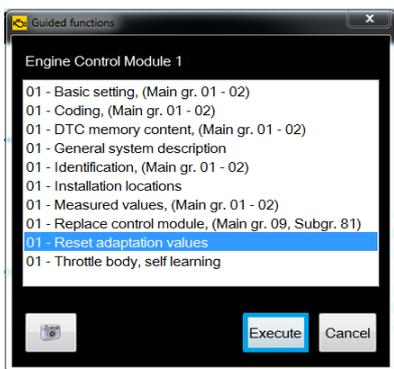 Guided functions
x
Engine Control Module 1
01 - Basic setting, (Main gr. 01 - 02)
01 - Coding, (Main gr. 01 - 02)
01 - DTC memory content, (Main gr. 01 - 02)
01 - General system description
01 - Identification, (Main gr. 01 - 02)
01 - Installation locations
01 - Measured values, (Main gr. 01 - 02)
01 - Replace control module, (Main gr. 09, Subgr. 81)
01 - Reset adaptation values
01 - Throttle body, self learning
Execute Cancel